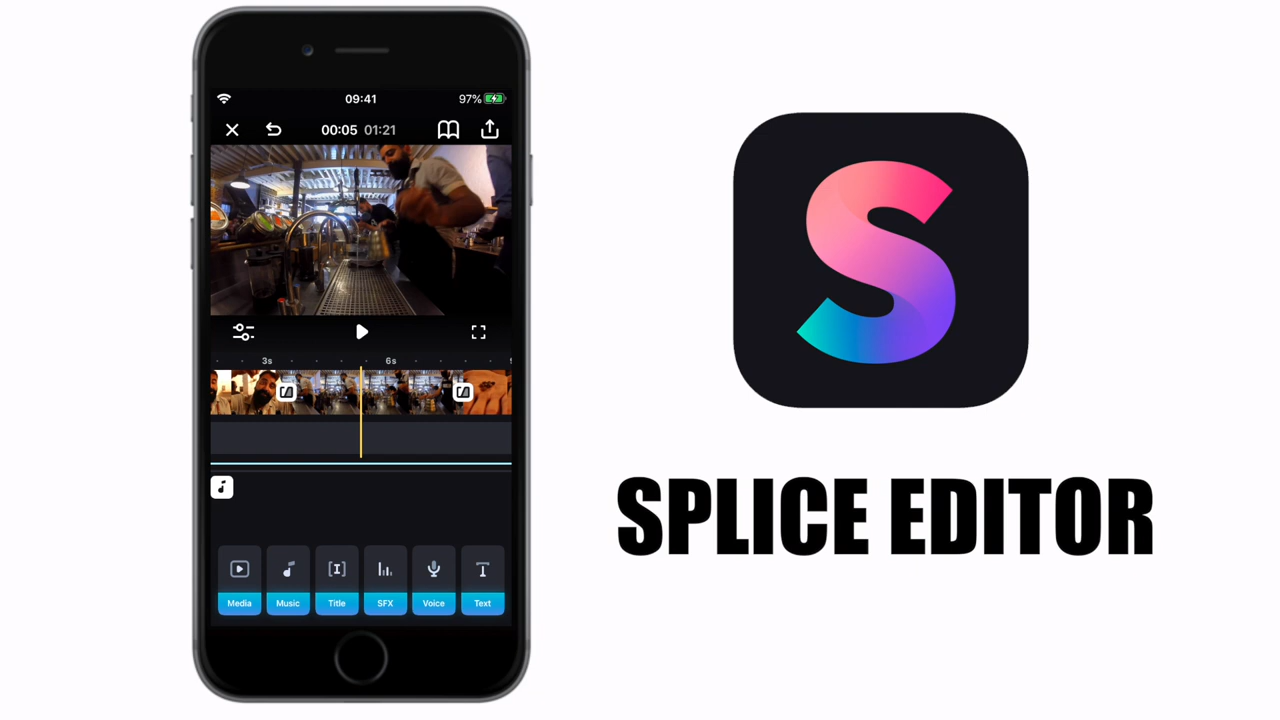 09:41
97%
00:05 01:21
3s
6s
Media
Music
Title
SFX
Voice
Text
S
SPLICE EDITOR